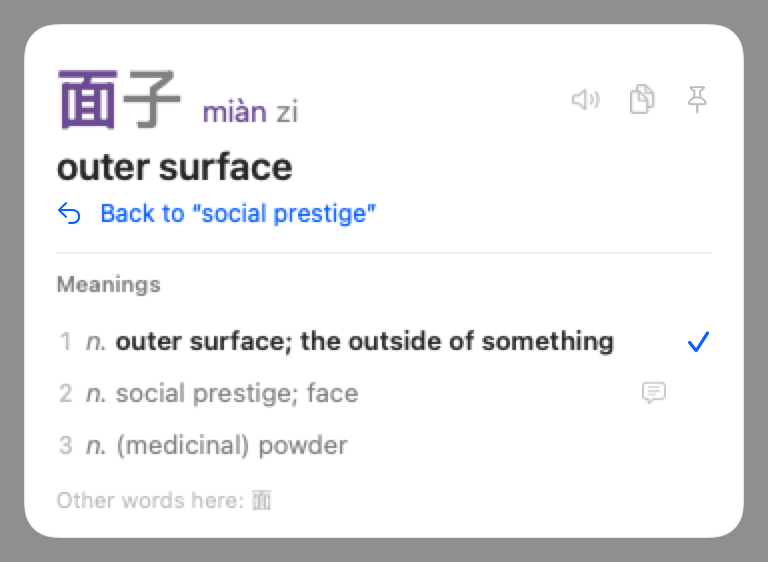 面子 miàn zi
outer surface
Back to "social prestige"
Meanings
1 n. outer surface; the outside of something
2 n. social prestige; face
3 n. (medicinal) powder
Other words here: 面